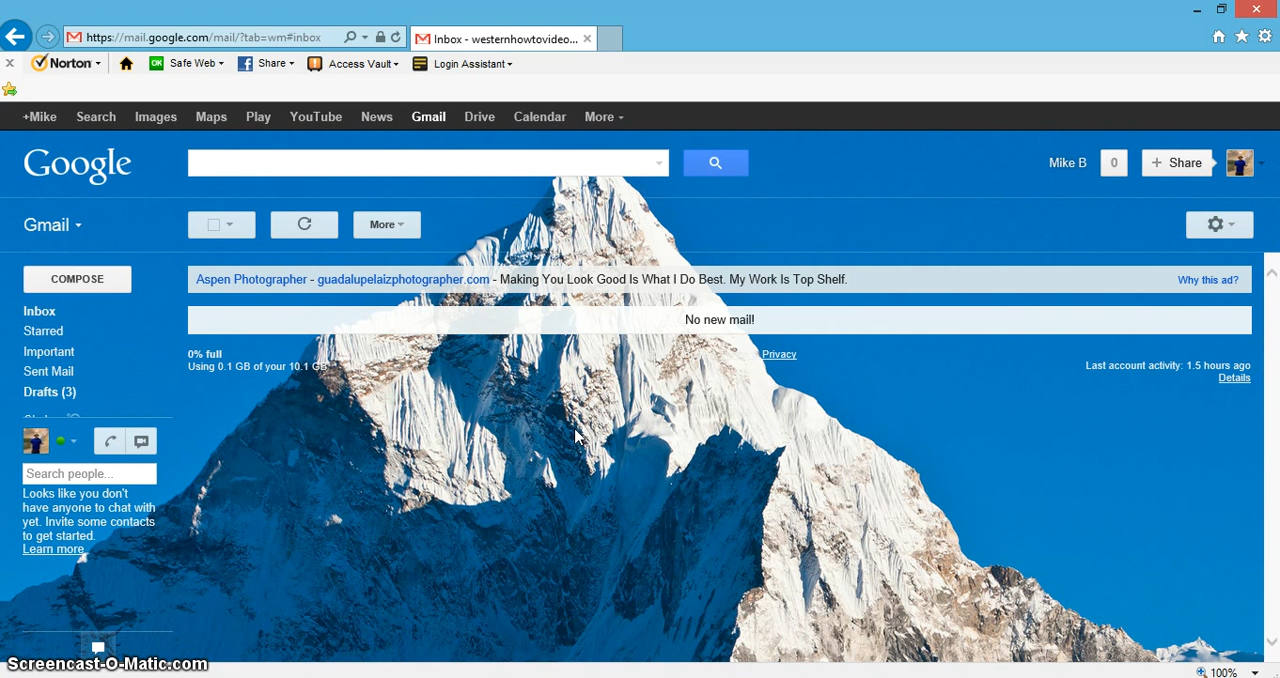 https://mail.google.com/mail/?tab=wm#inbox
Inbox - westernhowtovideo...
Norton
OK Safe Web
Share
Access Vault
Login Assistant
+Mike Search Images Maps Play YouTube News Gmail Drive Calendar More
Google
Mike B 0 + Share
Gmail
More
COMPOSE
Aspen Photographer - guadalupelaizphotographer.com - Making You Look Good Is What I Do Best. My Work Is Top Shelf. Why this ad?
Inbox
No new mail!
Starred
Important
0% full
Privacy
Using 0.1 GB of your 10.1 GB
Last account activity: 1.5 hours ago
Sent Mail
Details
Drafts (3)
Search people...
Looks like you don't
have anyone to chat with
yet. Invite some contacts
to get started.
Learn more
Screencast-O-Matic.com
100%